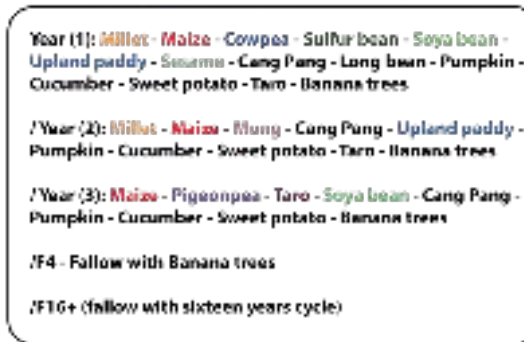 Year (1): Millet - Maize - Cowpea - Sulfur bean - Soya bean -
Upland paddy - Sesame - Cang Pang - Long bean - Pumpkin -
Cucumber - Sweet potato - Taro - Banana trees
/Year (2): Millet - Maize - Mung - Cang Pang - Upland paddy -
Pumpkin - Cucumber - Sweet potato - Taro - Banana trees
/Year (3): Maize - Pigeonpea - Taro - Soya bean - Cang Pang -
Pumpkin - Cucumber - Sweet potato - Banana trees
/F4 - Fallow with Banana trees
/F16+ (fallow with sixteen years cycle)